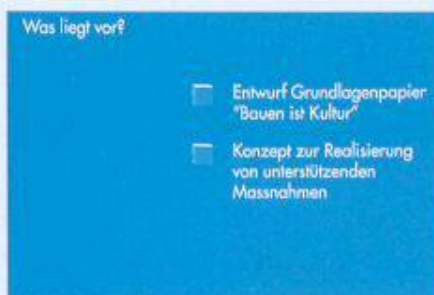 Was liegt vor?
Entwurf Grundlagenpapier
"Bauen ist Kultur"
Konzept zur Realisierung
von unterstützenden
Massnahmen